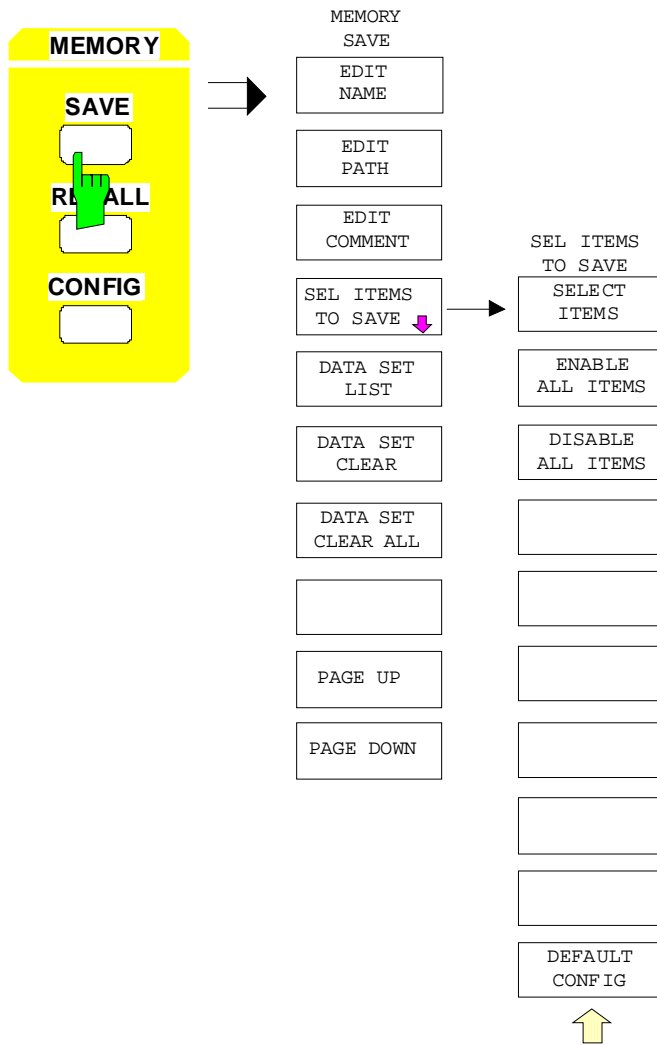 MEMORY
SAVE
CONFIG
MEMORY
SAVE
EDIT
NAME
EDIT
PATH
EDIT
COMMENT
SEL ITEMS
TO SAVE
DATA SET
LIST
DATA SET
CLEAR
DATA SET
CLEAR ALL
PAGE UP
PAGE DOWN
SEL ITEMS
TO SAVE
SELECT
ITEMS
ENABLE
ALL ITEMS
DISABLE
ALL ITEMS
DEFAULT
CONFIG